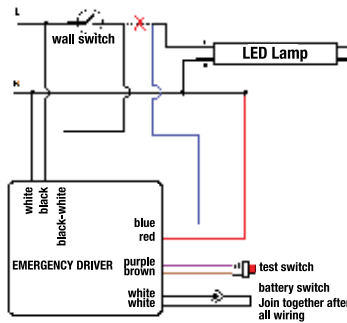 L
wall switch
LED Lamp
N
white
black
black-white
blue
red
EMERGENCY DRIVER
purple
brown
test switch
white
white
battery switch
Join together after
all wiring